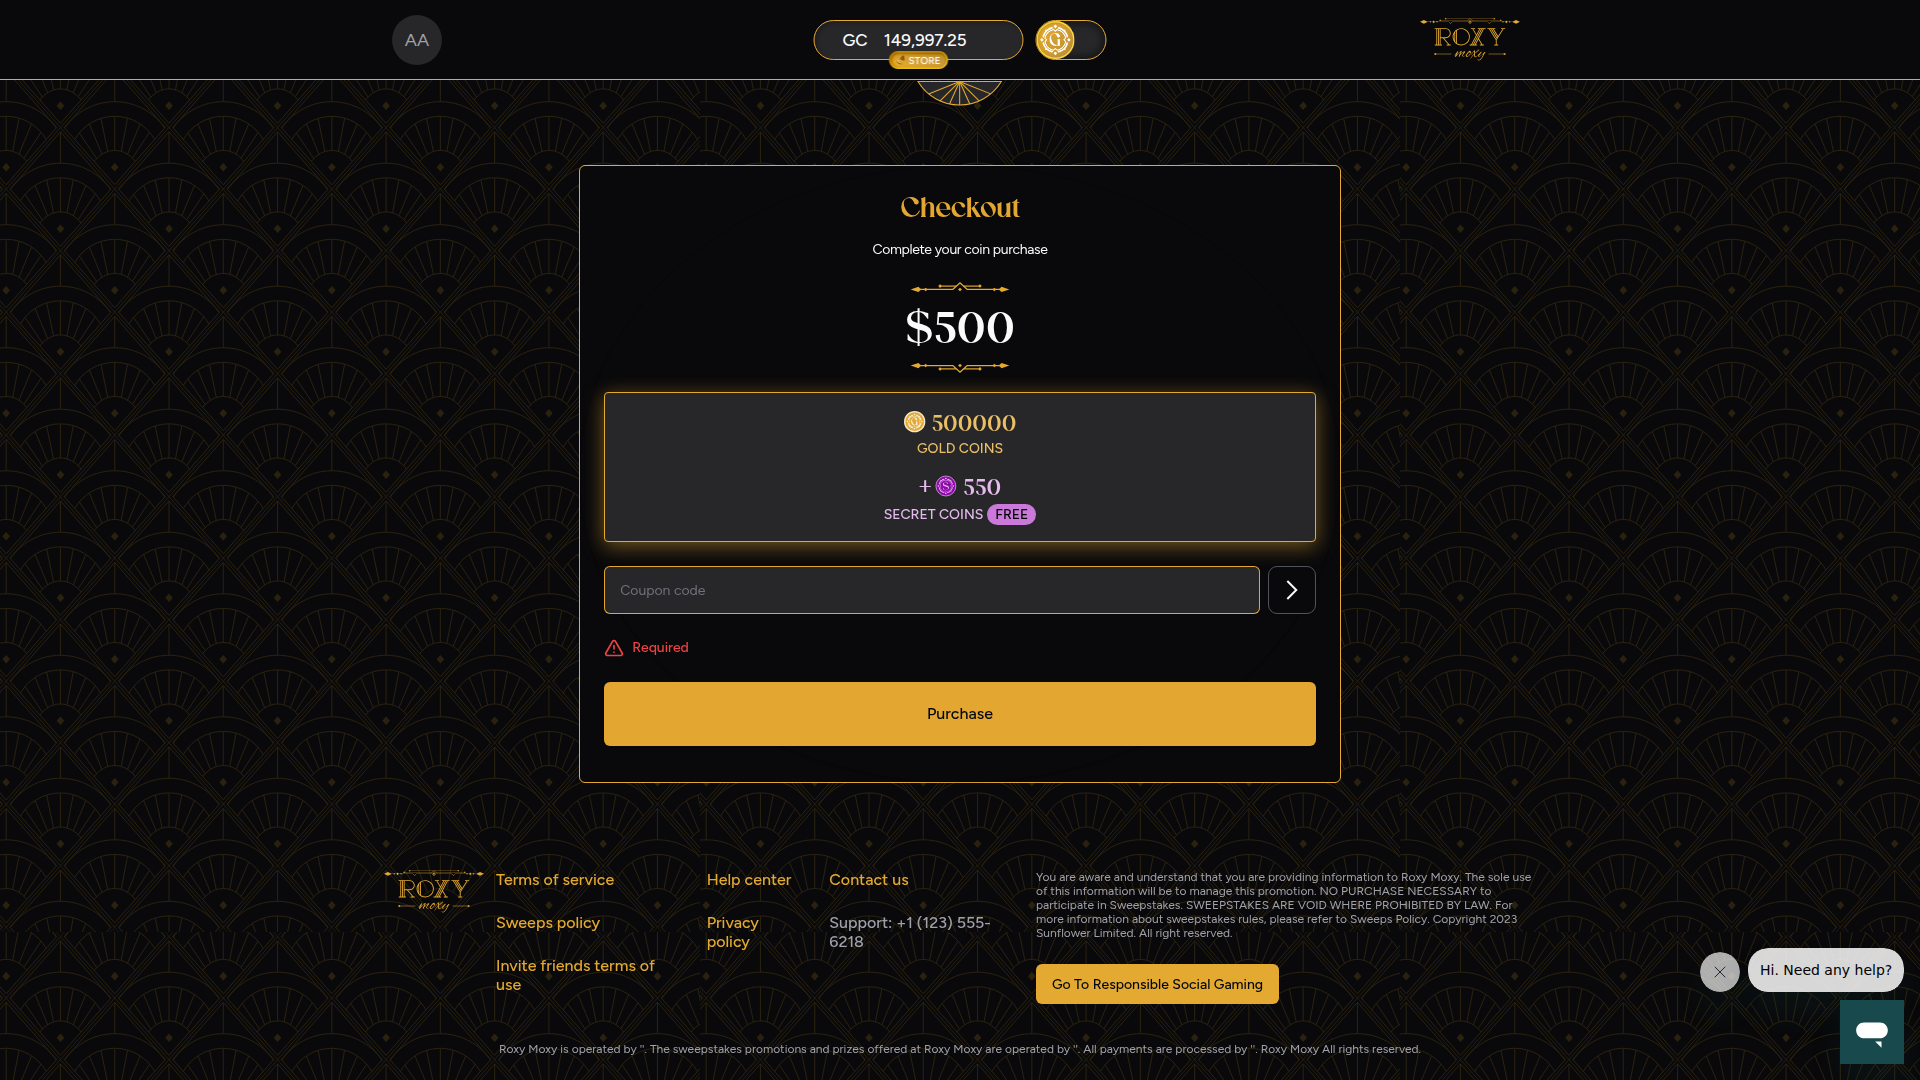 AA
GC 149,997.25
STORE
ROXY
moxy
Checkout
Complete your coin purchase
$500
500000
GOLD COINS
+ S 550
SECRET COINS FREE
Coupon code
Required
Purchase
ROXY
moxy
Terms of service
Sweeps policy
Invite friends terms of
use
Help center
Privacy
policy
Contact us
Support: +1 (123) 555-
6218
You are aware and understand that you are providing information to Roxy Moxy. The sole use
of this information will be to manage this promotion. NO PURCHASE NECESSARY to
participate in Sweepstakes. SWEEPSTAKES ARE VOID WHERE PROHIBITED BY LAW. For
more information about sweepstakes rules, please refer to Sweeps Policy. Copyright 2023
Sunflower Limited. All right reserved.
Go To Responsible Social Gaming
Hi. Need any help?
Roxy Moxy is operated by ''. The sweepstakes promotions and prizes offered at Roxy Moxy are operated by ''. All payments are processed by ''. Roxy Moxy All rights reserved.